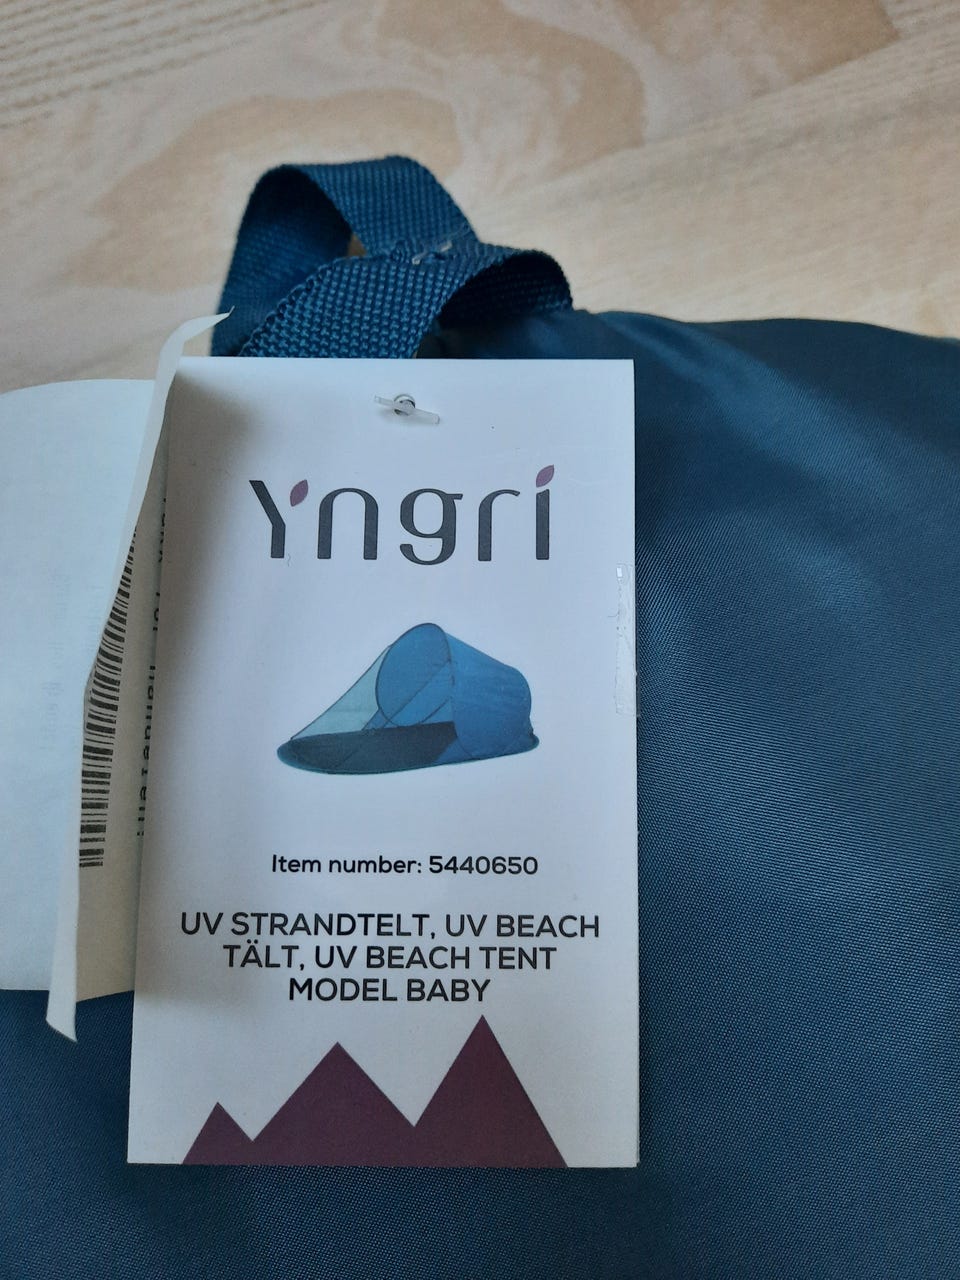 Yngri
Item number: 5440650
UV STRANDTELT, UV BEACH
TÄLT, UV BEACH TENT
MODEL BABY